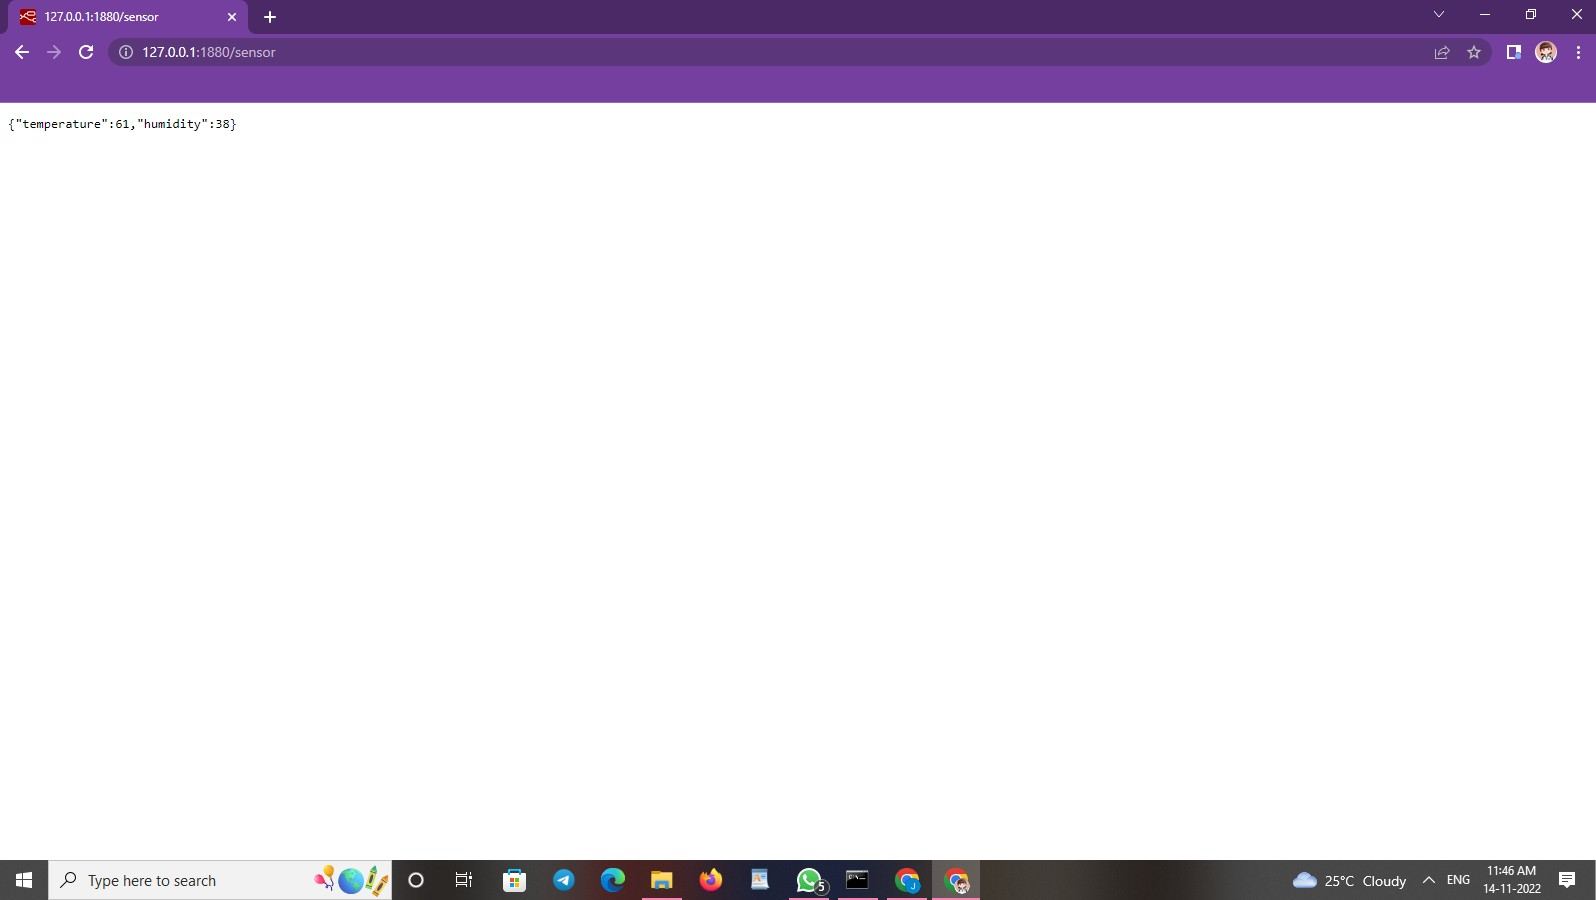 127.0.0.1:1880/sensor
127.0.0.1:1880/sensor
{"temperature":61,"humidity":38}
Type here to search
5
J
25°C Cloudy
ENG
11:46 AM
14-11-2022